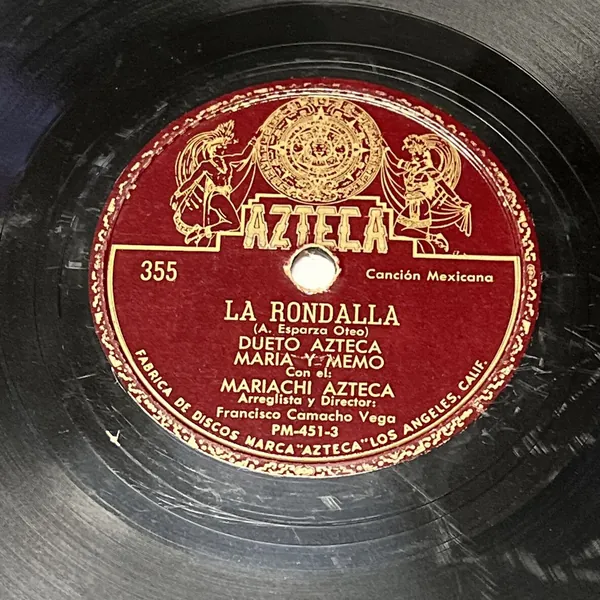 AZTECA
355
Canción Mexicana
LA RONDALLA
(A. Esparza Oteo)
DUETO AZTECA
MARIA Y MEMO
Con el:
MARIACHI AZTECA
Arreglista y Director:
Francisco Camacho Vega
PM-451-3
FABRICA DE DISCOS MARCA "AZTECA" LOS ANGELES, CALIF.